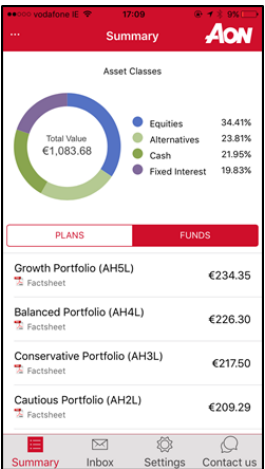 vodafone IE 17:09 9%
... Summary AON
Asset Classes
Total Value
€1,083.68
Equities 34.41%
Alternatives 23.81%
Cash 21.95%
Fixed Interest 19.83%
PLANS FUNDS
Growth Portfolio (AH5L) €234.35
Factsheet
Balanced Portfolio (AH4L) €226.30
Factsheet
Conservative Portfolio (AH3L) €217.50
Factsheet
Cautious Portfolio (AH2L) €209.29
Factsheet
Summary Inbox Settings Contact us